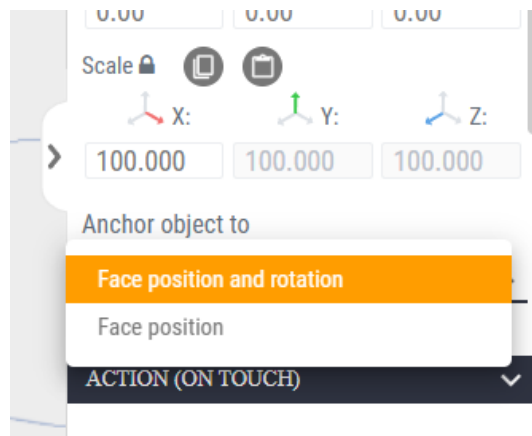 0.00 0.00 0.00
Scale
X: Y: Z:
100.000 100.000 100.000
Anchor object to
Face position and rotation
Face position
ACTION (ON TOUCH)